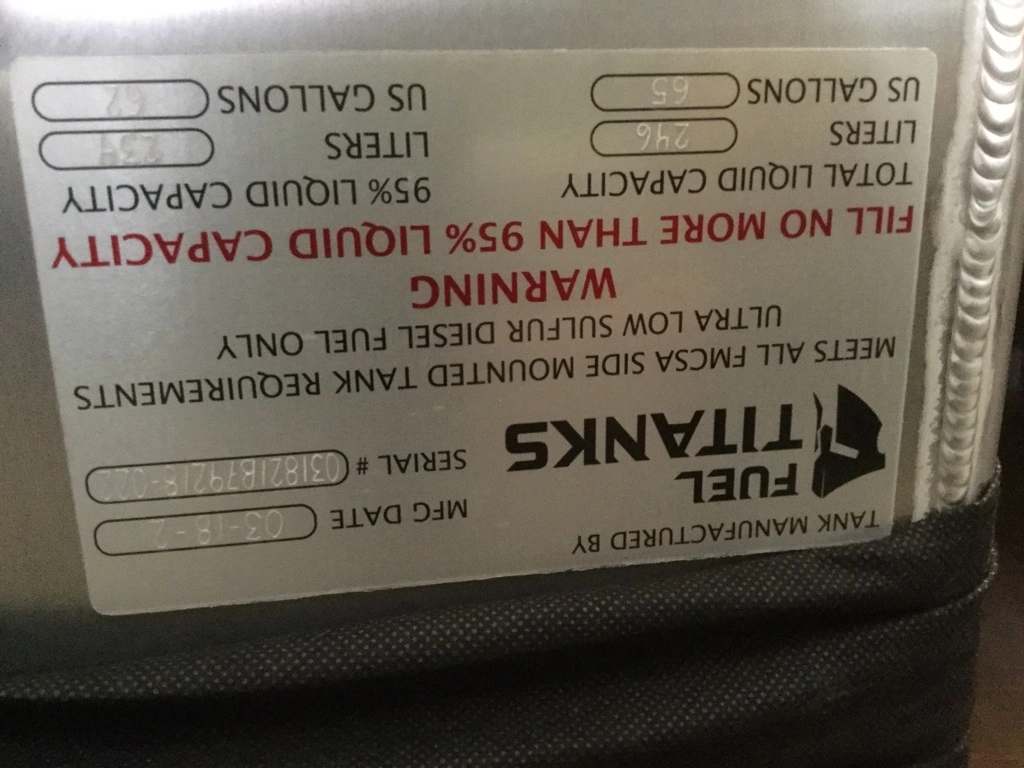 TANK MANUFACTURED BY
FUEL
TITANKS
MFG DATE 03-18-2
SERIAL # 031821B79218-022
MEETS ALL FMCSA SIDE MOUNTED TANK REQUIREMENTS
ULTRA LOW SULFUR DIESEL FUEL ONLY
WARNING
FILL NO MORE THAN 95% LIQUID CAPACITY
TOTAL LIQUID CAPACITY
LITERS 246
US GALLONS 65
95% LIQUID CAPACITY
LITERS 234
US GALLONS 62